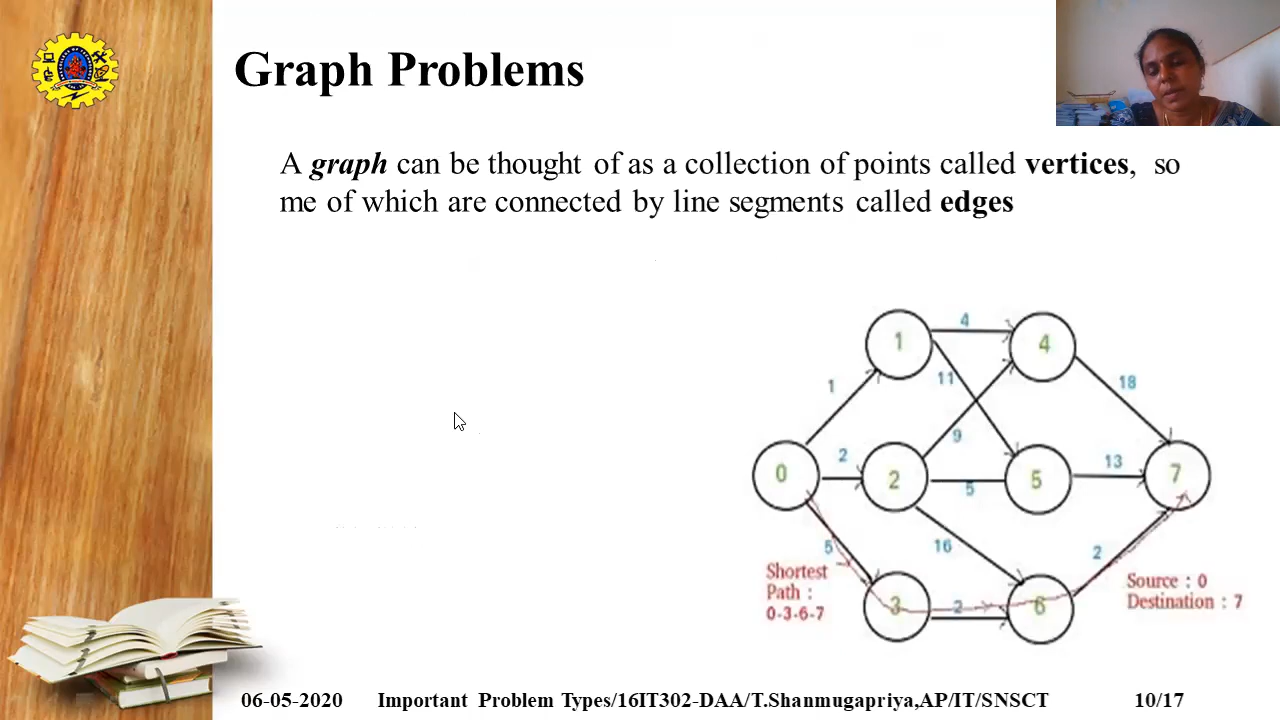 Graph Problems
A graph can be thought of as a collection of points called vertices, so
me of which are connected by line segments called edges
1
4
4
1
11
18
9
0
2
2
5
5
13
7
5
16
2
Shortest
Path :
0-3-6-7
3
2
6
Source : 0
Destination : 7
06-05-2020 Important Problem Types/16IT302-DAA/T.Shanmugapriya,AP/IT/SNSCT 10/17